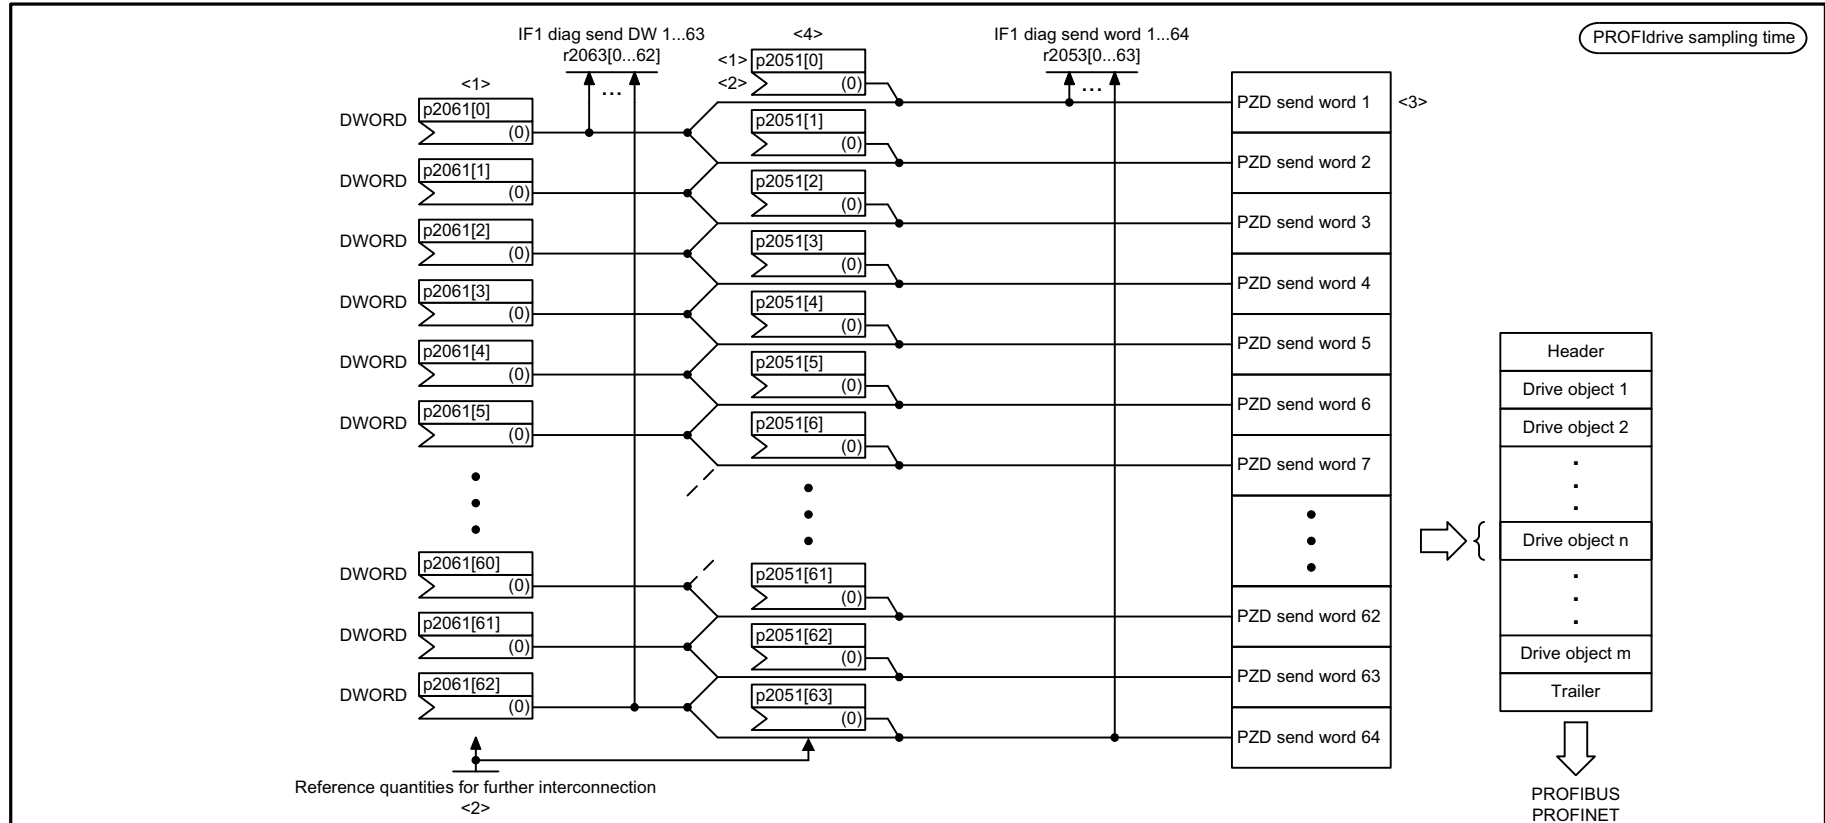 IF1 diag send DW 1...63
r2063[0...62]
<4>
IF1 diag send word 1...64
r2053[0...63]
PROFIdrive sampling time
<1>
...
...
DWORD
p2061[0]
(0)
DWORD
p2061[1]
(0)
DWORD
p2061[2]
(0)
DWORD
p2061[3]
(0)
DWORD
p2061[4]
(0)
DWORD
p2061[5]
(0)
DWORD
p2061[60]
(0)
DWORD
p2061[61]
(0)
DWORD
p2061[62]
(0)
Reference quantities for further interconnection
<2>
<1>
<2>
p2051[0]
(0)
p2051[1]
(0)
p2051[2]
(0)
p2051[3]
(0)
p2051[4]
(0)
p2051[5]
(0)
p2051[6]
(0)
p2051[61]
(0)
p2051[62]
(0)
p2051[63]
(0)
PZD send word 1
<3>
PZD send word 2
PZD send word 3
PZD send word 4
PZD send word 5
PZD send word 6
PZD send word 7
PZD send word 62
PZD send word 63
PZD send word 64
Header
Drive object 1
Drive object 2
Drive object n
Drive object m
Trailer
PROFIBUS
PROFINET